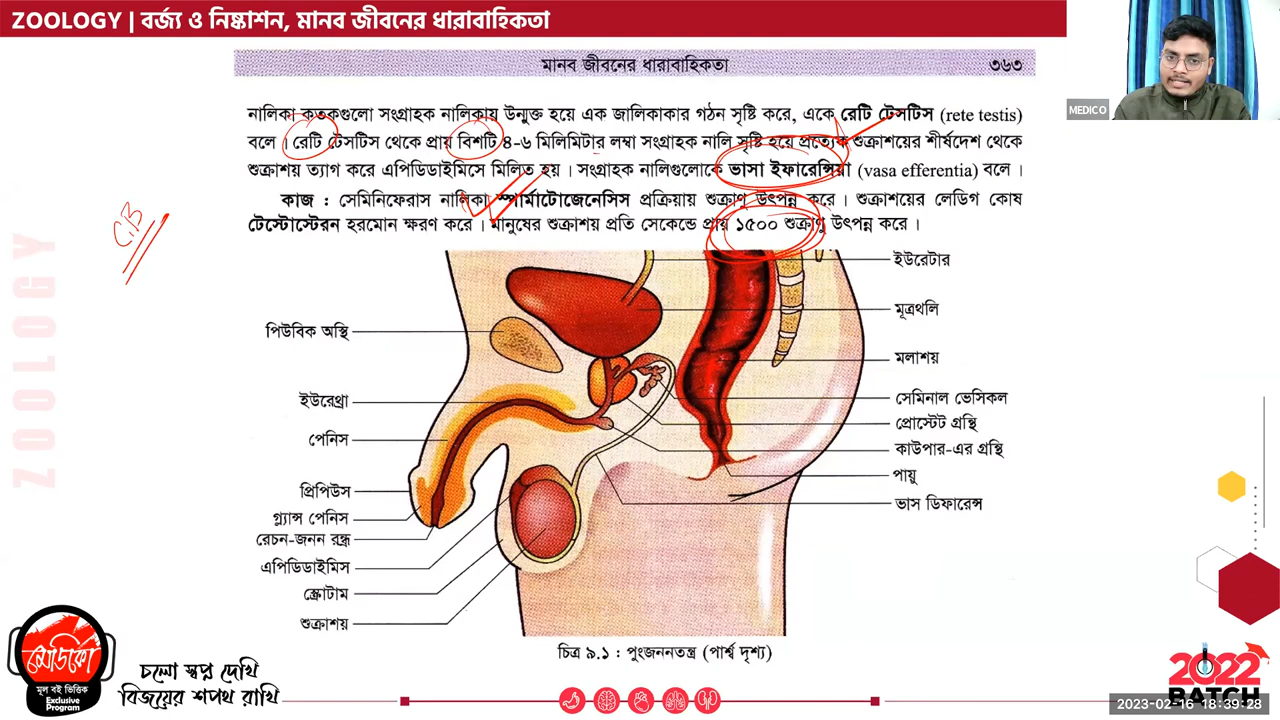 ZOOLOGY | বর্জ্য ও নিষ্কাশন, মানব জীবনের ধারাবাহিকতা
MEDICO
মানব জীবনের ধারাবাহিকতা ৩৬৩
নালিকা কতকগুলো সংগ্রাহক নালিকায় উন্মুক্ত হয়ে এক জালিকাকার গঠন সৃষ্টি করে, একে রেটি টেসটিস (rete testis)
বলে। রেটি টেসটিস থেকে প্রায় বিশটি ৪-৬ মিলিমিটার লম্বা সংগ্রাহক নালি সৃষ্টি হয়ে প্রত্যেক শুক্রাশয়ের শীর্ষদেশ থেকে
শুক্রাশয় ত্যাগ করে এপিডিডাইমিসে মিলিত হয়। সংগ্রাহক নালিগুলোকে ভাসা ইফারেন্সিয়া (vasa efferentia) বলে।
কাজ : সেমিনিফেরাস নালিকা স্পার্মাটোজেনেসিস প্রক্রিয়ায় শুক্রাণু উৎপন্ন করে। শুক্রাশয়ের লেডিগ কোষ
টেস্টোস্টেরন হরমোন ক্ষরণ করে। মানুষের শুক্রাশয় প্রতি সেকেন্ডে প্রায় ১৫০০ শুক্রাণু উৎপন্ন করে।
ZOOLOGY
ZOOLOGY
ইউরেটার
মূত্রথলি
পিউবিক অস্থি
মলাশয়
ইউরেথ্রা
সেমিনাল ভেসিকল
প্রোস্টেট গ্রন্থি
পেনিস
কাউপার-এর গ্রন্থি
পায়ু
প্রিপিউস
ভাস ডিফারেন্স
গ্ল্যান্স পেনিস
রেচন-জনন রন্ধ্র
এপিডিডাইমিস
স্ক্রোটাম
শুক্রাশয়
চিত্র ৯.১ : পুংজননতন্ত্র (পার্শ্ব দৃশ্য)
মেডিকো
মূল বই ভিত্তিক
Exclusive
Program
চলো স্বপ্ন দেখি
বিজয়ের শপথ রাখি
2022
BATCH
2023-02-16 18:39:28